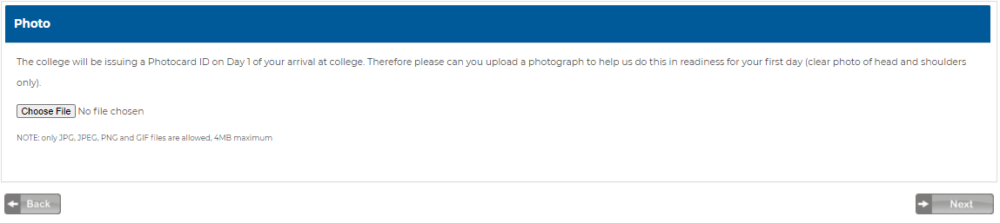 Photo
The college will be issuing a Photocard ID on Day 1 of your arrival at college. Therefore please can you upload a photograph to help us do this in readiness for your first day (clear photo of head and shoulders
only).
Choose File No file chosen
NOTE: only JPG, JPEG, PNG and GIF files are allowed, 4MB maximum
Back Next